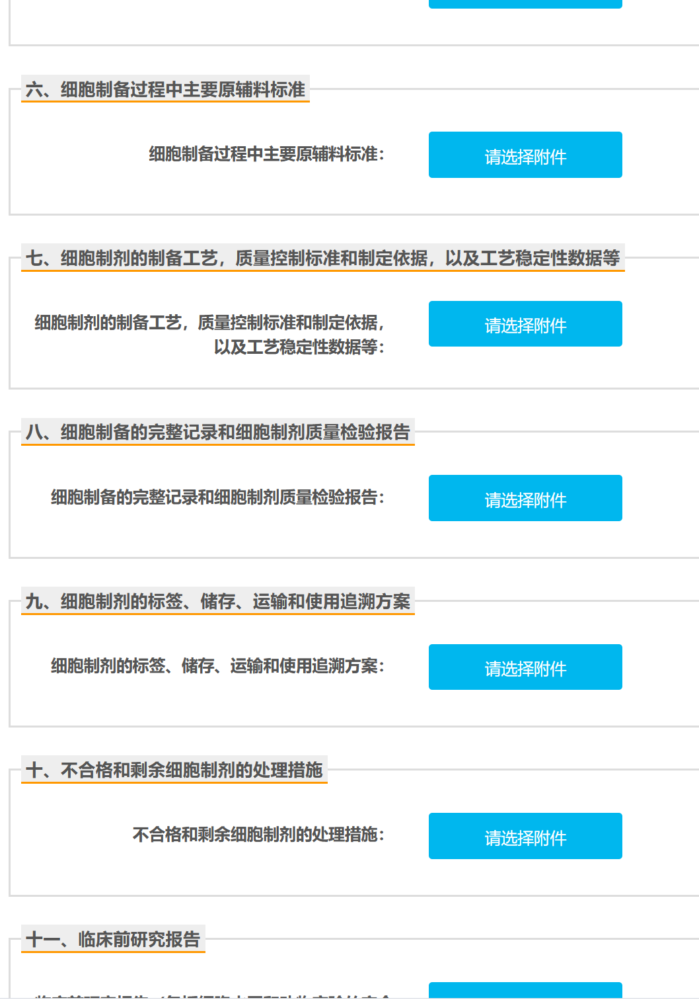 六、细胞制备过程中主要原辅料标准
细胞制备过程中主要原辅料标准：
请选择附件
七、细胞制剂的制备工艺，质量控制标准和制定依据，以及工艺稳定性数据等
细胞制剂的制备工艺，质量控制标准和制定依据，
以及工艺稳定性数据等：
请选择附件
八、细胞制备的完整记录和细胞制剂质量检验报告
细胞制备的完整记录和细胞制剂质量检验报告：
请选择附件
九、细胞制剂的标签、储存、运输和使用追溯方案
细胞制剂的标签、储存、运输和使用追溯方案：
请选择附件
十、不合格和剩余细胞制剂的处理措施
不合格和剩余细胞制剂的处理措施：
请选择附件
十一、临床前研究报告